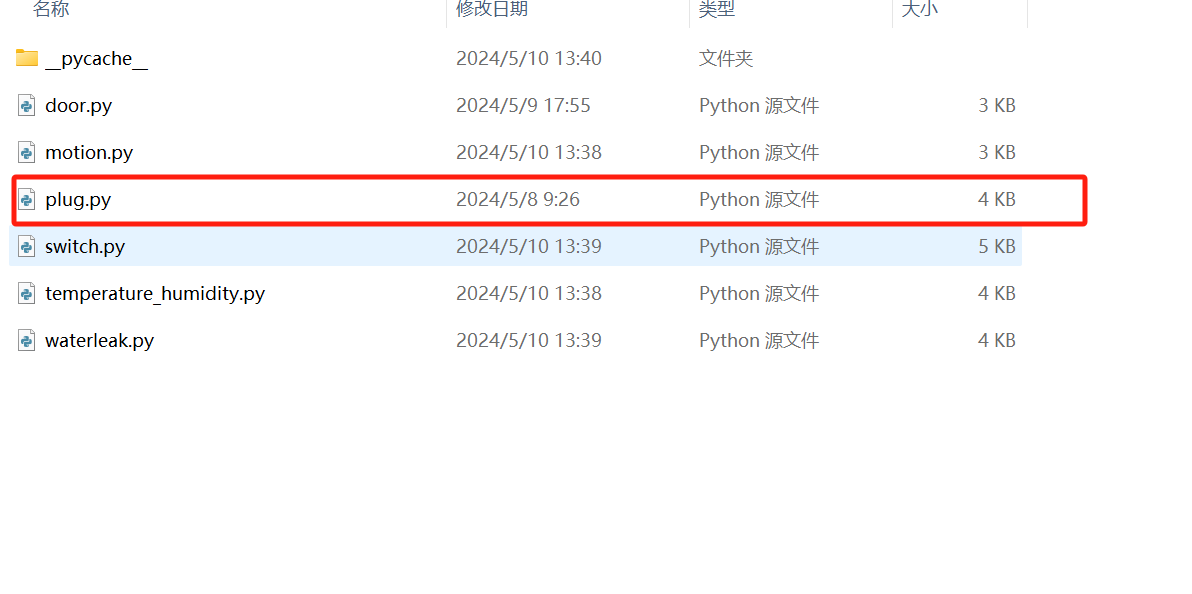 名称 修改日期 类型 大小
__pycache__ 2024/5/10 13:40 文件夹
door.py 2024/5/9 17:55 Python 源文件 3 KB
motion.py 2024/5/10 13:38 Python 源文件 3 KB
plug.py 2024/5/8 9:26 Python 源文件 4 KB
switch.py 2024/5/10 13:39 Python 源文件 5 KB
temperature_humidity.py 2024/5/10 13:38 Python 源文件 4 KB
waterleak.py 2024/5/10 13:39 Python 源文件 4 KB